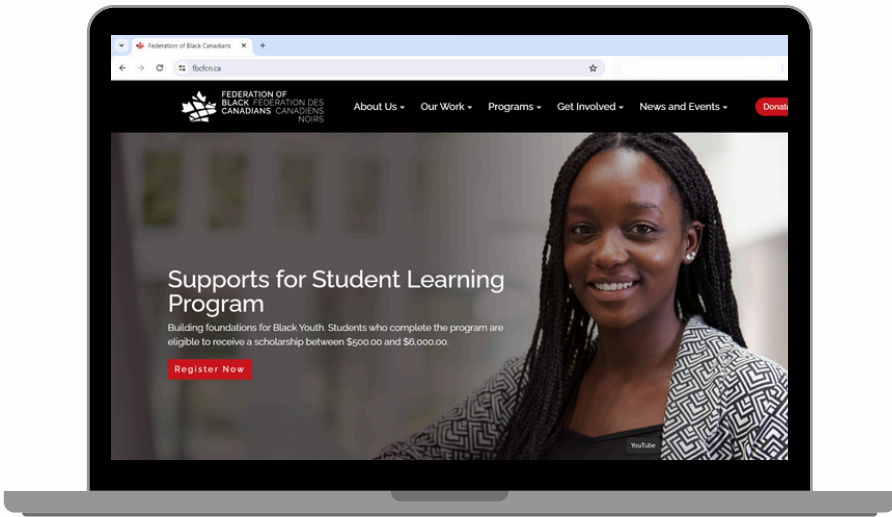 Federation of Black Canadians
fbcfcn.ca
FEDERATION OF
BLACK FÉDÉRATION DES
CANADIANS CANADIENS
NOIRS
About Us
Our Work
Programs
Get Involved
News and Events
Donate
Supports for Student Learning
Program
Building foundations for Black Youth. Students who complete the program are
eligible to receive a scholarship between $500.00 and $6,000.00.
Register Now
YouTube